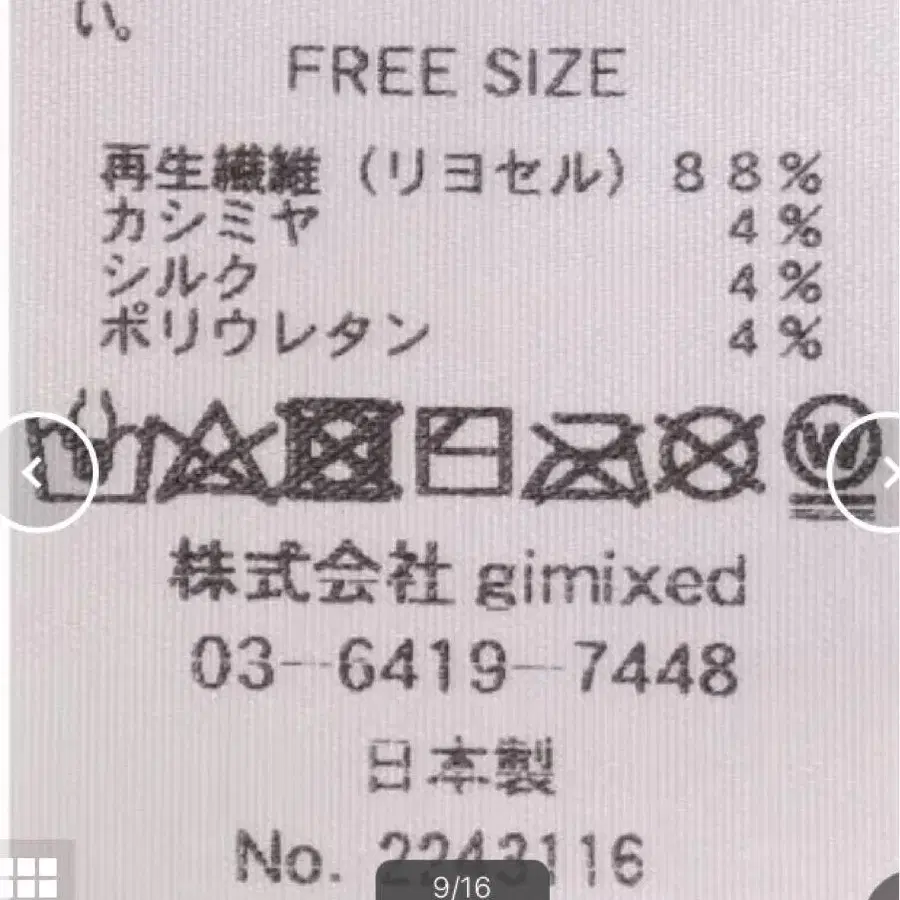 い。
FREE SIZE
再生繊維（リヨセル） 88%
カシミヤ 4%
シルク 4%
ポリウレタン 4%
W
株式会社 gimixed
03-6419-7448
日本製
No. 2243116
9/16